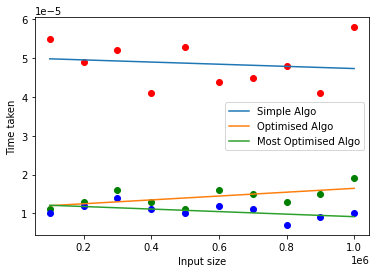 1e−5
6
5
4
3
2
1
Time taken
Simple Algo
Optimised Algo
Most Optimised Algo
0.2 0.4 0.6 0.8 1.0
1e6
Input size